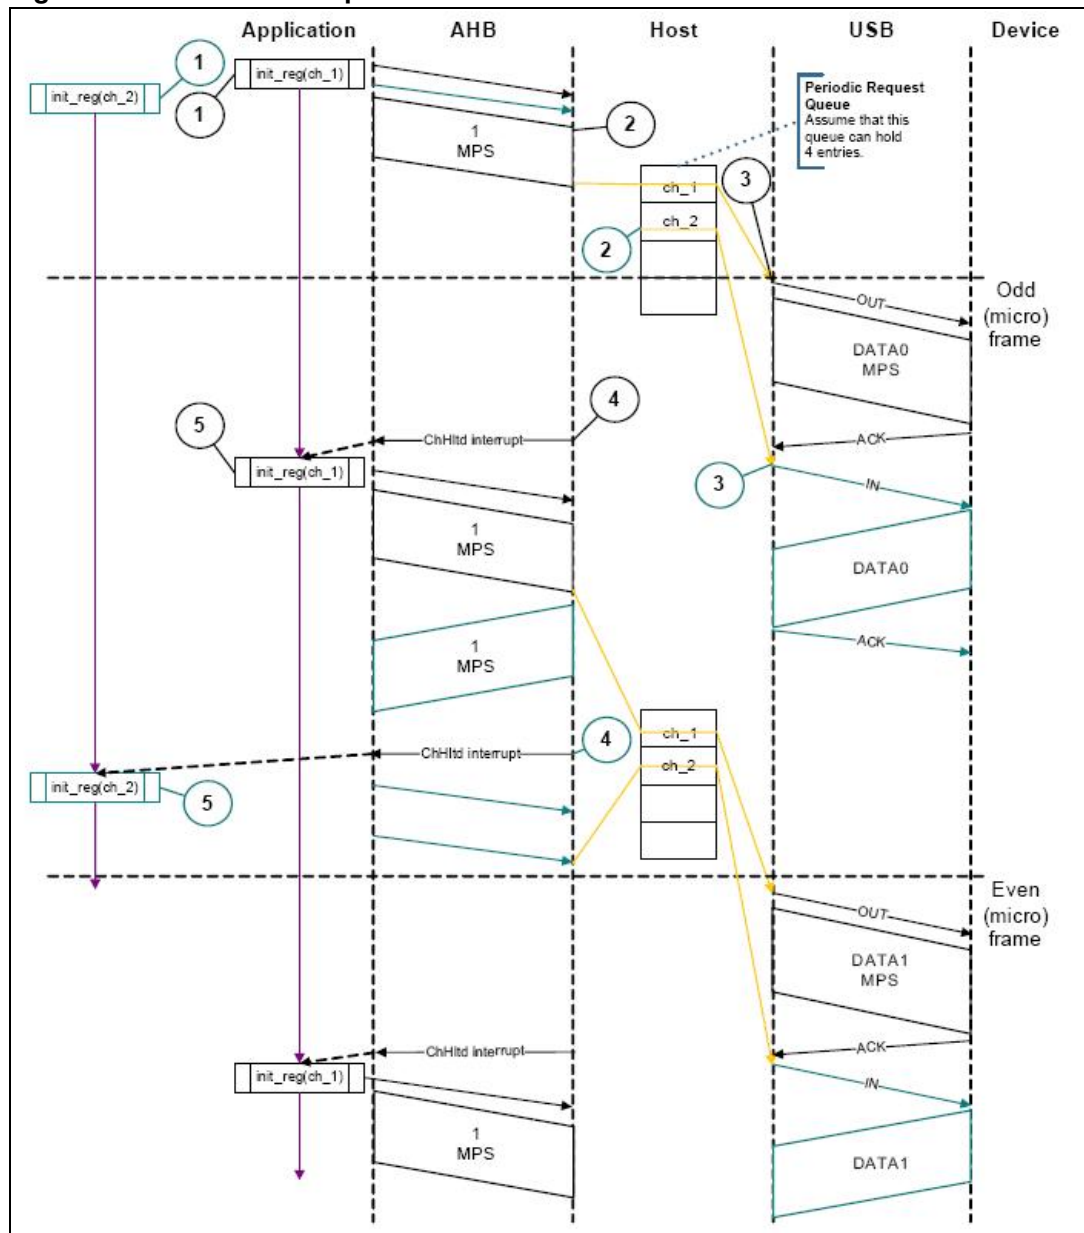 Application
AHB
Host
USB
Device
1
init_reg(ch_1)
init_reg(ch_2)
1
Periodic Request
Queue
Assume that this
queue can hold
4 entries.
1
MPS
2
3
ch_1
ch_2
2
Odd
(micro)
frame
OUT
DATA0
MPS
4
5
ChHltd interrupt
ACK
init_reg(ch_1)
3
IN
1
MPS
DATA0
1
MPS
ACK
ch_1
4
ChHltd interrupt
ch_2
init_reg(ch_2)
5
Even
(micro)
frame
OUT
DATA1
MPS
ChHltd interrupt
ACK
init_reg(ch_1)
IN
1
MPS
DATA1